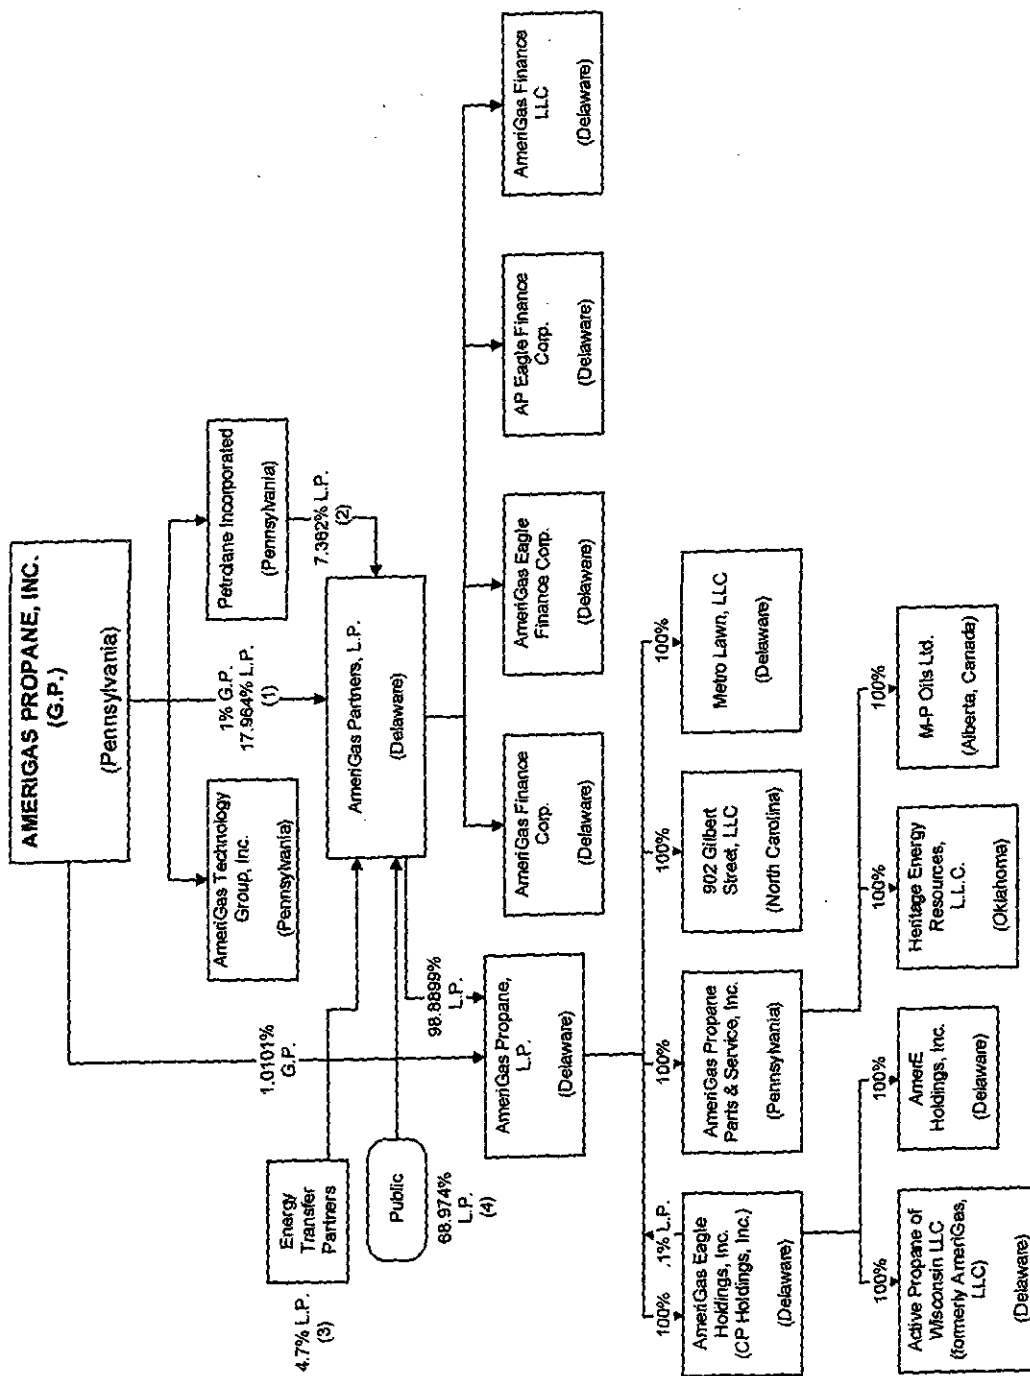 AMERIGAS PROPANE, INC.
(G.P.)
(Pennsylvania)
AmeriGas Technology
Group, Inc.
(Pennsylvania)
Petrolane Incorporated
(Pennsylvania)
1% G.P.
17.964% L.P.
(1)
7.362% L.P.
(2)
1.0101%
G.P.
4.7% L.P.
(3)
Energy
Transfer
Partners
Public
68.974%
L.P.
(4)
AmeriGas Partners, L.P.
(Delaware)
98.8899%
L.P.
AmeriGas Propane,
L.P.
(Delaware)
AmeriGas Finance
Corp.
(Delaware)
AmeriGas Eagle
Finance Corp.
(Delaware)
AP Eagle Finance
Corp.
(Delaware)
AmeriGas Finance
LLC
(Delaware)
100%
.1% L.P.
100%
100%
100%
AmeriGas Eagle
Holdings, Inc.
(CP Holdings, Inc.)
(Delaware)
AmeriGas Propane
Parts & Service, Inc.
(Pennsylvania)
902 Gilbert
Street, LLC
(North Carolina)
Metro Lawn, LLC
(Delaware)
100%
100%
100%
100%
Active Propane of
Wisconsin LLC
(formerly AmeriGas,
LLC)
(Delaware)
AmerE
Holdings, Inc.
(Delaware)
Heritage Energy
Resources,
L.L.C.
(Oklahoma)
M-P Oils Ltd.
(Alberta, Canada)